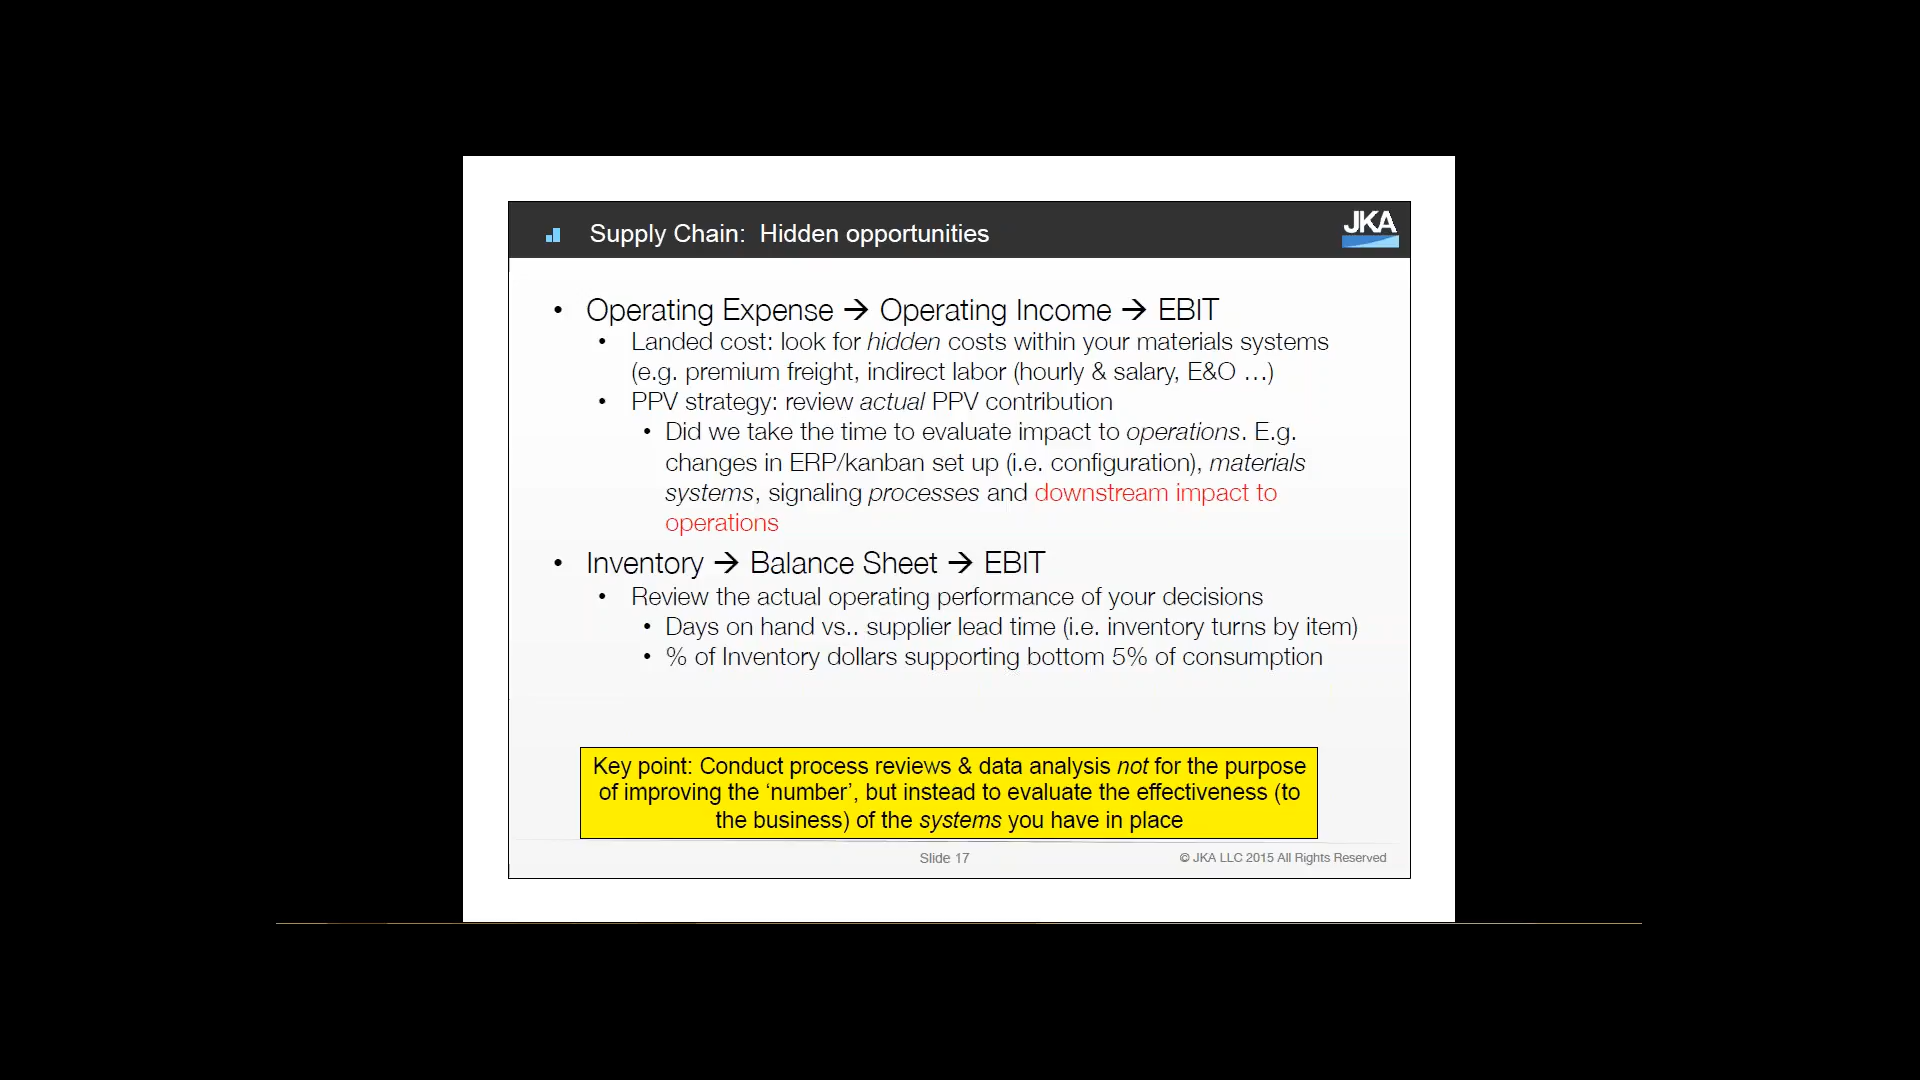 Supply Chain:  Hidden opportunities
JKA
• Operating Expense → Operating Income → EBIT
• Landed cost: look for hidden costs within your materials systems
(e.g. premium freight, indirect labor (hourly & salary, E&O …)
• PPV strategy: review actual PPV contribution
• Did we take the time to evaluate impact to operations. E.g.
changes in ERP/kanban set up (i.e. configuration), materials
systems, signaling processes and downstream impact to
operations
• Inventory → Balance Sheet → EBIT
• Review the actual operating performance of your decisions
• Days on hand vs.. supplier lead time (i.e. inventory turns by item)
• % of Inventory dollars supporting bottom 5% of consumption
Key point: Conduct process reviews & data analysis not for the purpose
of improving the ‘number’, but instead to evaluate the effectiveness (to
the business) of the systems you have in place
Slide 17
© JKA LLC 2015 All Rights Reserved